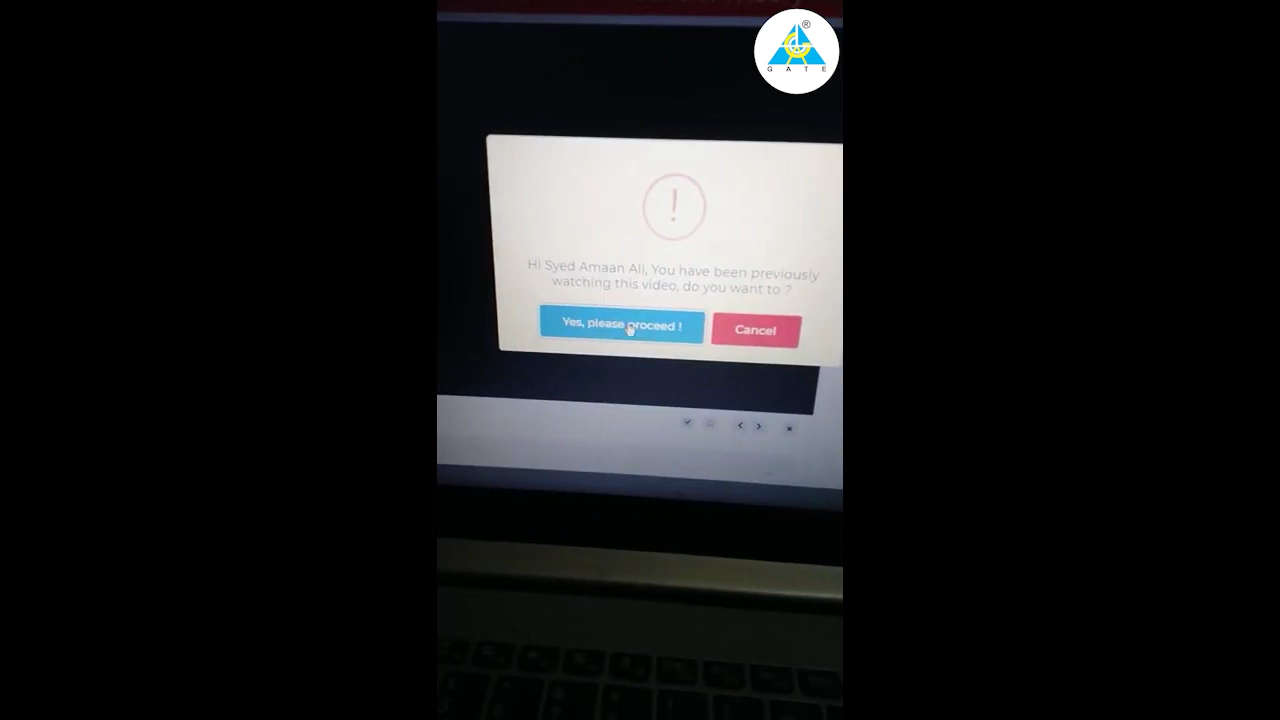 ®
GATE
Hi Syed Amaan Ali, You have been previously
watching this video, do you want to ?
Yes, please proceed !
Cancel